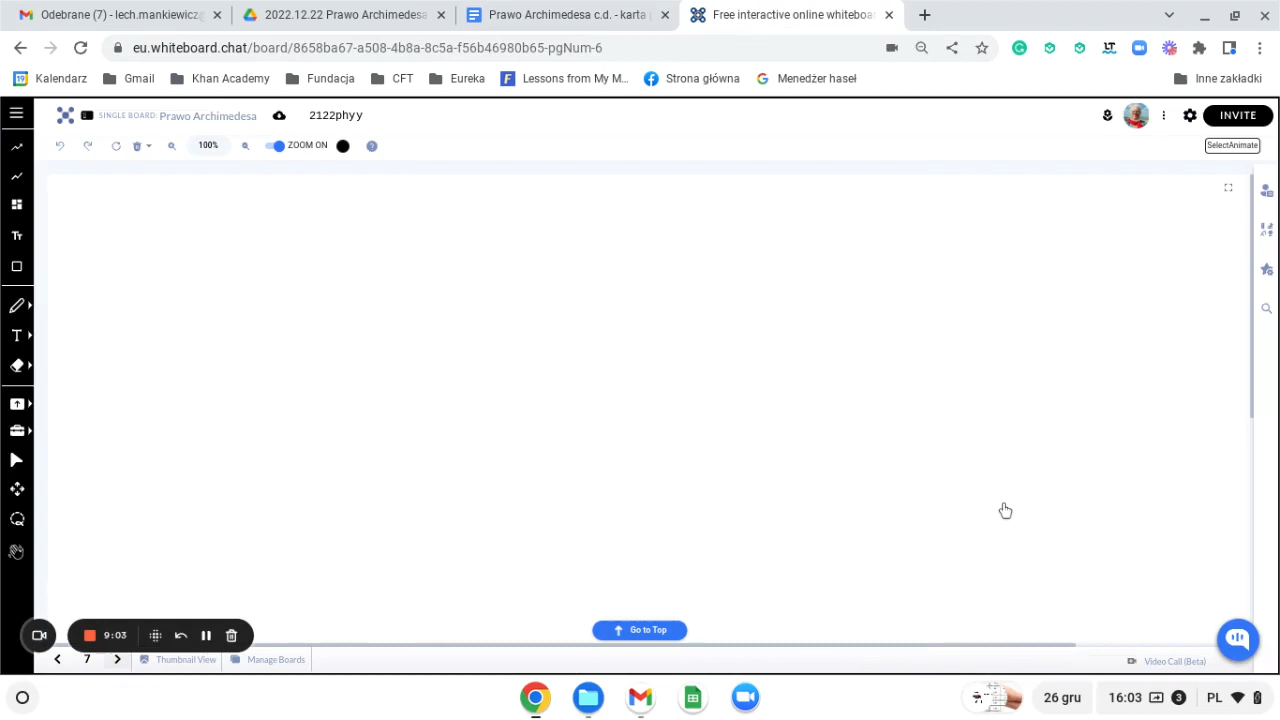 Odebrane (7) - lech.mankiewicz@
2022.12.22 Prawo Archimedesa
Prawo Archimedesa c.d. - karta
Free interactive online whiteboar
eu.whiteboard.chat/board/8658ba67-a508-4b8a-8c5a-f56b46980b65-pgNum-6
Kalendarz
Gmail
Khan Academy
Fundacja
CFT
Eureka
Lessons from My M...
Strona główna
Menedżer haseł
Inne zakładki
SINGLE BOARD: Prawo Archimedesa
2122phyy
INVITE
100%
ZOOM ON
SelectAnimate
9:03
Go to Top
7
Thumbnail View
Manage Boards
Video Call (Beta)
26 gru
16:03
3
PL